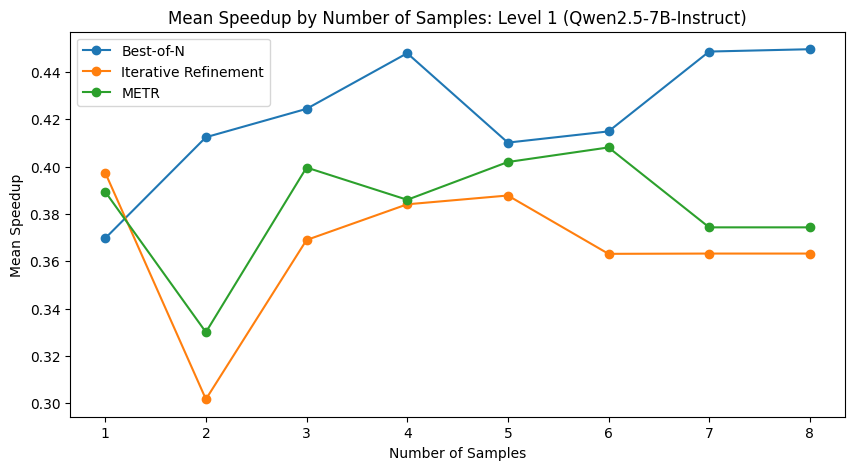 Mean Speedup by Number of Samples: Level 1 (Qwen2.5-7B-Instruct)
Best-of-N
Iterative Refinement
METR
0.44
0.42
0.40
0.38
0.36
0.34
0.32
0.30
Mean Speedup
1 2 3 4 5 6 7 8
Number of Samples